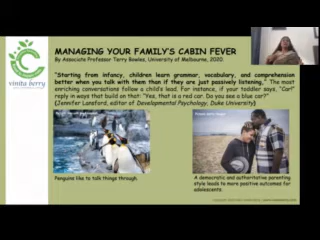 MANAGING YOUR FAMILY'S CABIN FEVER
By Associate Professor Terry Bowles, University of Melbourne, 2020.
"Starting from infancy, children learn grammar, vocabulary, and comprehension
better when you talk with them than if they are just passively listening," The most
enriching conversations follow a child's lead. For instance, if your toddler says, "Car!"
reply in ways that build on that: "Yes, that is a red car. Do you see a blue car?"
(Jennifer Lansford, editor of Developmental Psychology, Duke University)
vinita berry
Penguins like to talk things through.
A democratic and authoritative parenting
style leads to more positive outcomes for
adolescents.